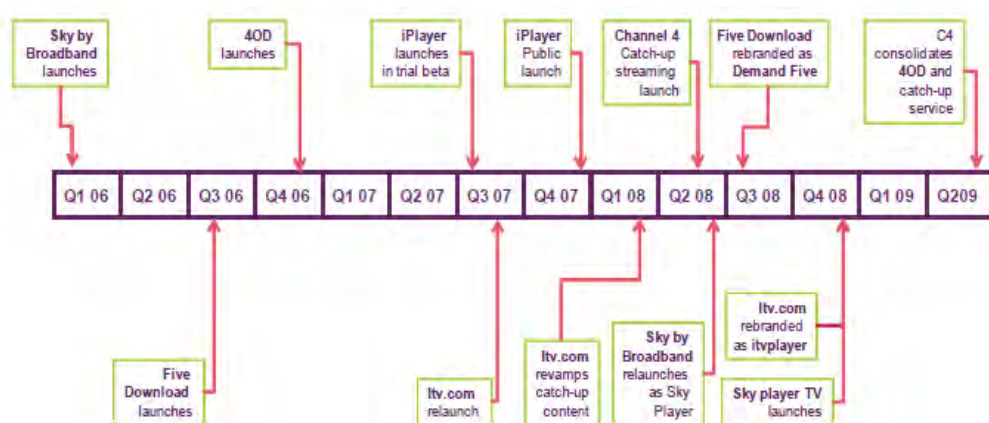 Sky by
Broadband
launches
4OD
launches
iPlayer
launches
in trial beta
iPlayer
Public
launch
Channel 4
Catch-up
streaming
launch
Five Download
rebranded as
Demand Five
C4
consolidates
4OD and
catch-up
service
Q1 06 Q2 06 Q3 06 Q4 06 Q1 07 Q2 07 Q3 07 Q4 07 Q1 08 Q2 08 Q3 08 Q4 08 Q1 09 Q209
Five
Download
launches
Itv.com
relaunch
Itv.com
revamps
catch-up
content
Sky by
Broadband
relaunches
as Sky
Player
Itv.com
rebranded
as itvplayer
Sky player TV
launches